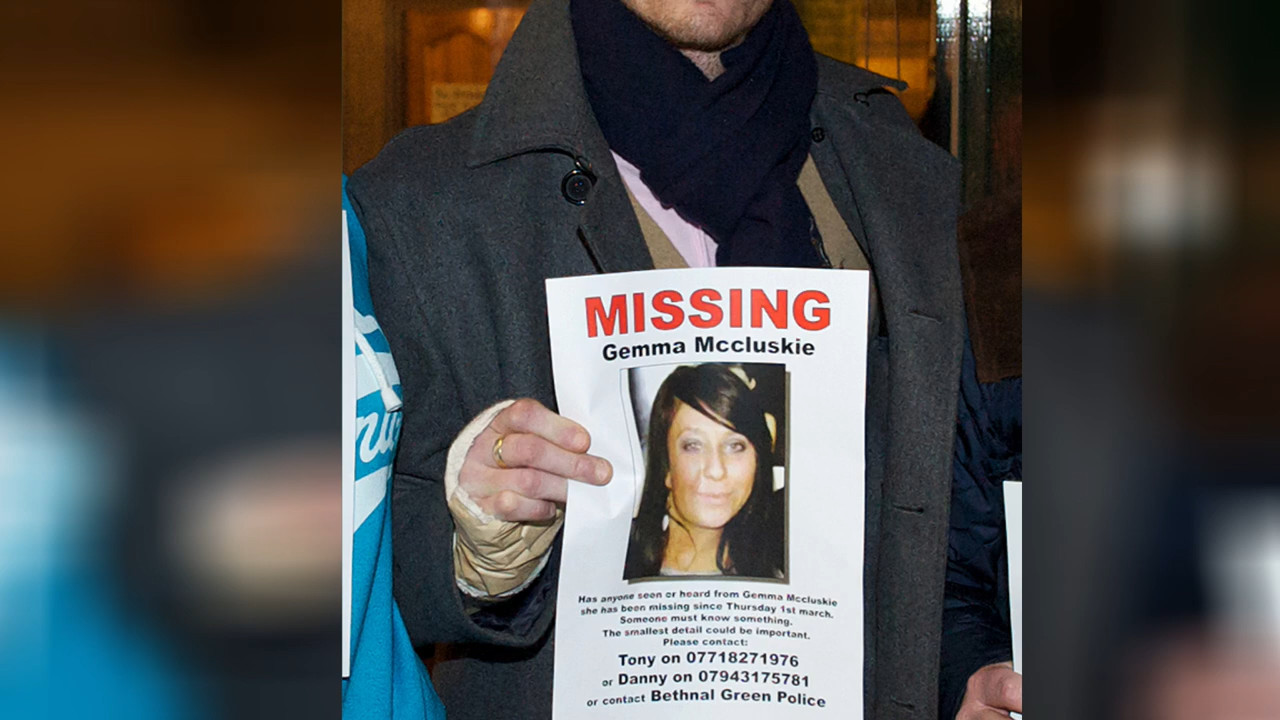 MISSING
Gemma Mccluskie
Has anyone seen or heard from Gemma Mccluskie
she has been missing since Thursday 1st march.
Someone must know something.
The smallest detail could be important.
Please contact:
Tony on 07718271976
or Danny on 07943175781
or contact Bethnal Green Police